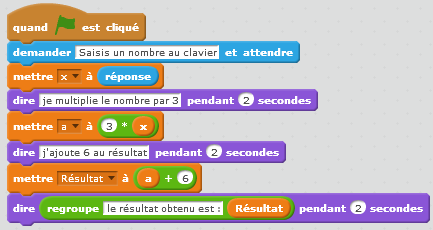 quand est cliqué
demander Saisis un nombre au clavier et attendre
mettre x à réponse
dire je multiplie le nombre par 3 pendant 2 secondes
mettre a à 3 * x
dire j'ajoute 6 au résultat pendant 2 secondes
mettre Résultat à a + 6
dire regroupe le résultat obtenu est : Résultat pendant 2 secondes